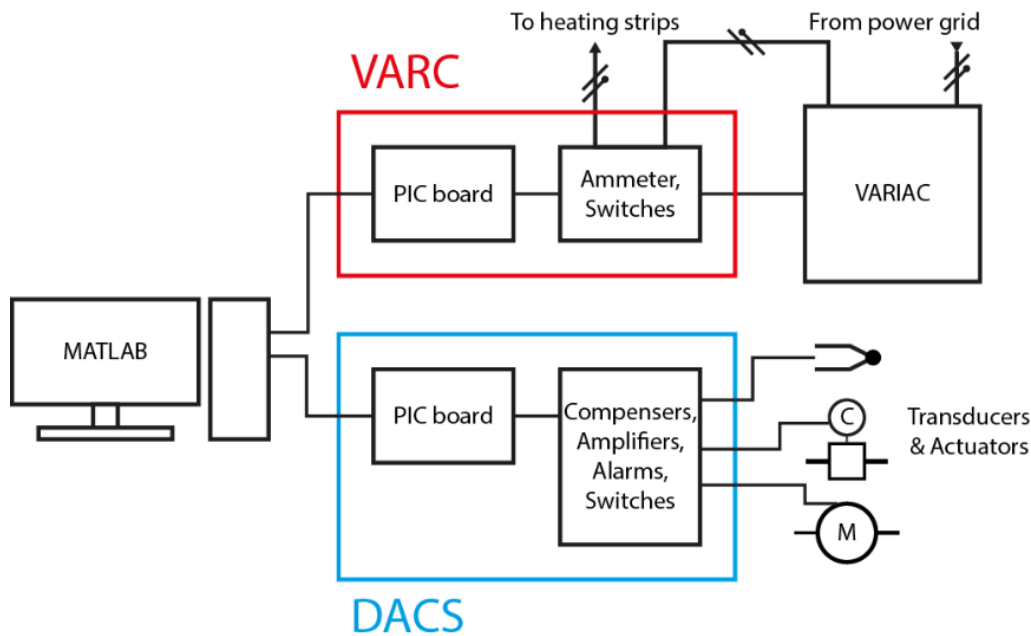 To heating strips
From power grid
VARC
PIC board
Ammeter,
Switches
VARIAC
MATLAB
PIC board
Compensers,
Amplifiers,
Alarms,
Switches
C
Transducers
& Actuators
M
DACS